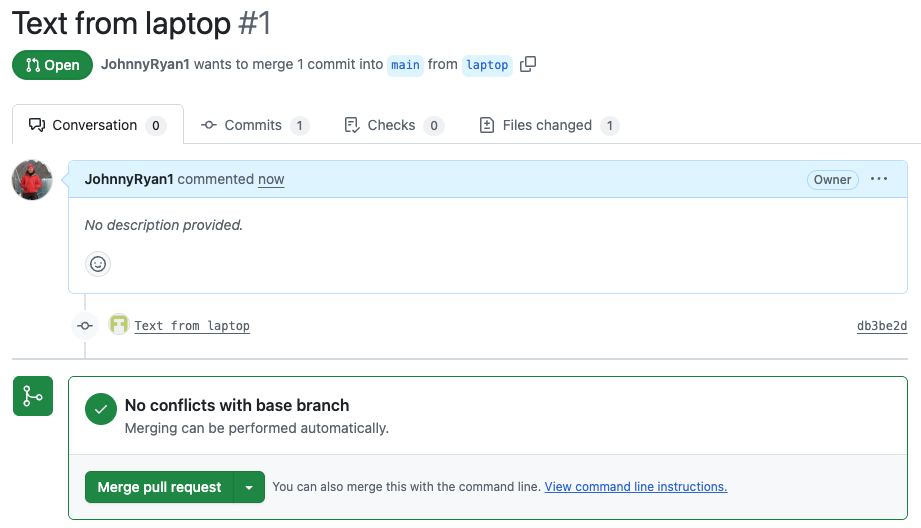 Text from laptop #1
Open JohnnyRyan1 wants to merge 1 commit into main from laptop
Conversation 0 Commits 1 Checks 0 Files changed 1
JohnnyRyan1 commented now Owner
No description provided.
Text from laptop db3be2d
No conflicts with base branch
Merging can be performed automatically.
Merge pull request You can also merge this with the command line. View command line instructions.